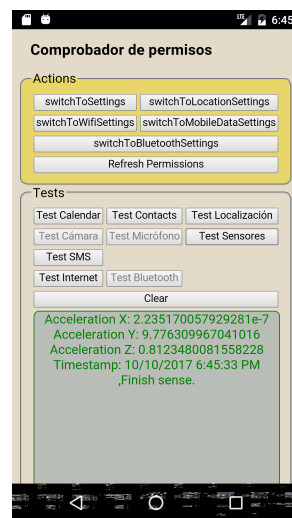 LTE 6:45
Comprobador de permisos
Actions
switchToSettings switchToLocationSettings
switchToWifiSettings switchToMobileDataSettings
switchToBluetoothSettings
Refresh Permissions
Tests
Test Calendar Test Contacts Test Localización
Test Cámara Test Micrófono Test Sensores
Test SMS
Test Internet Test Bluetooth
Clear
Acceleration X: 2.235170057929281e-7
Acceleration Y: 9.776309967041016
Acceleration Z: 0.8123480081558228
Timestamp: 10/10/2017 6:45:33 PM
,Finish sense.